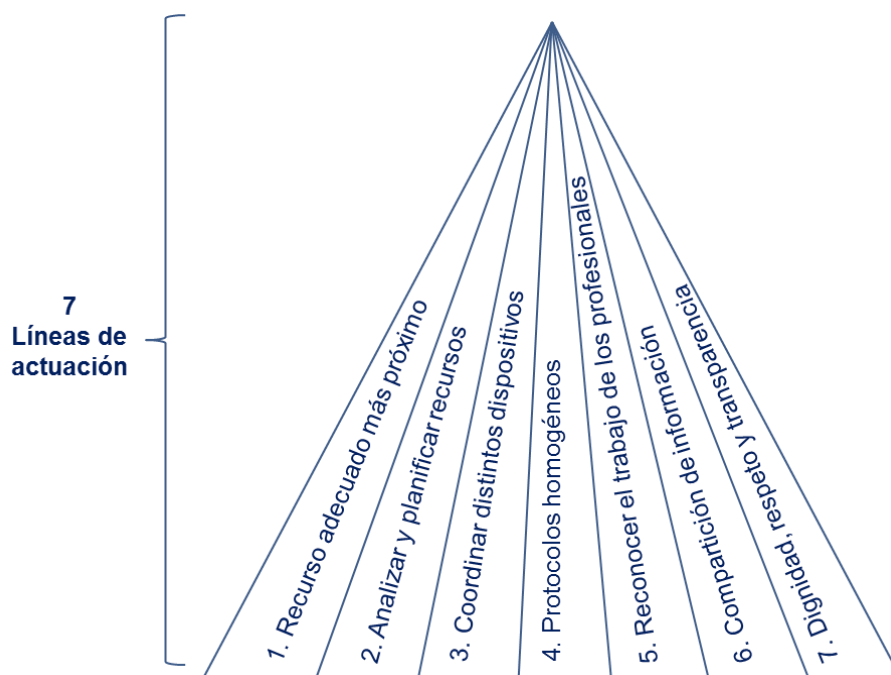 7
Líneas de
actuación
1. Recurso adecuado más próximo
2. Analizar y planificar recursos
3. Coordinar distintos dispositivos
4. Protocolos homogéneos
5. Reconocer el trabajo de los profesionales
6. Compartición de información
7. Dignidad, respeto y transparencia